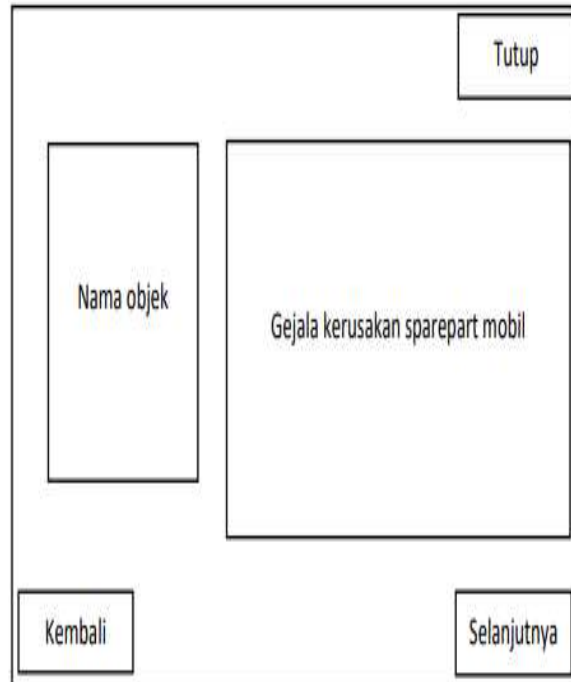 Tutup
Nama objek
Gejala kerusakan sparepart mobil
Kembali
Selanjutnya